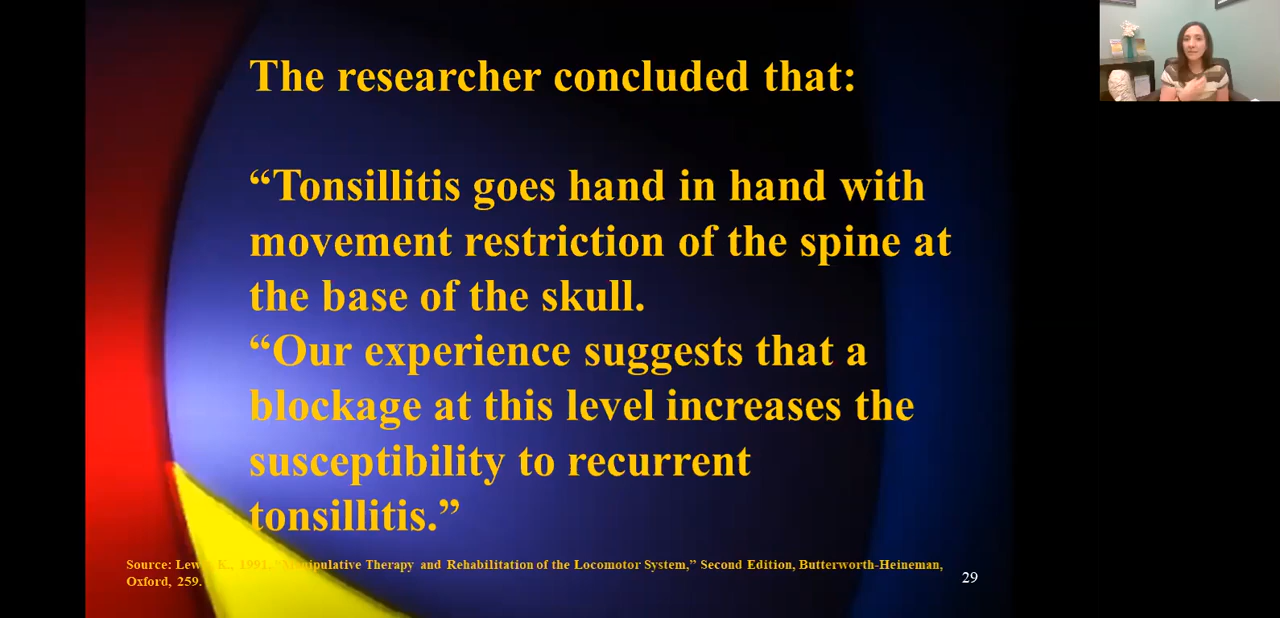 The researcher concluded that:
“Tonsillitis goes hand in hand with
movement restriction of the spine at
the base of the skull.
“Our experience suggests that a
blockage at this level increases the
susceptibility to recurrent
tonsillitis.”
Source: K., 1991, Therapy and Rehabilitation of the Locomotor System,” Second Edition, Butterworth-Heineman,
Oxford, 259.
29